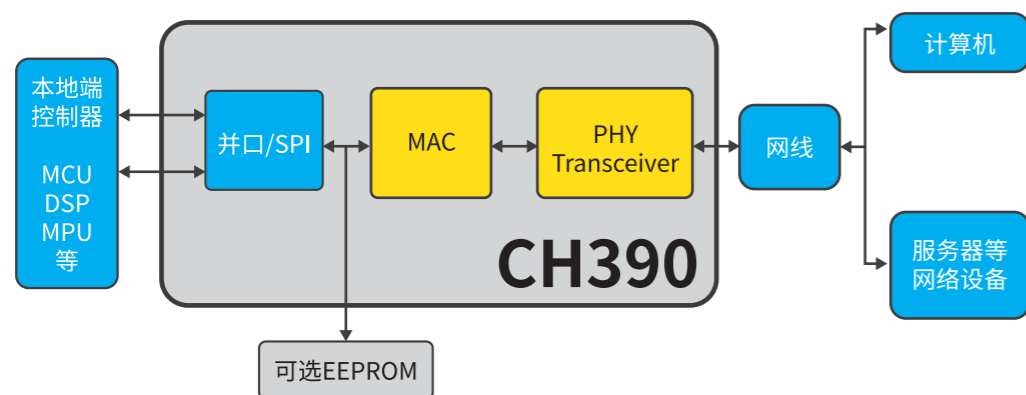 本地端
控制器
MCU
DSP
MPU
等
并口/SPI
MAC
PHY
Transceiver
CH390
可选EEPROM
网线
计算机
服务器等
网络设备